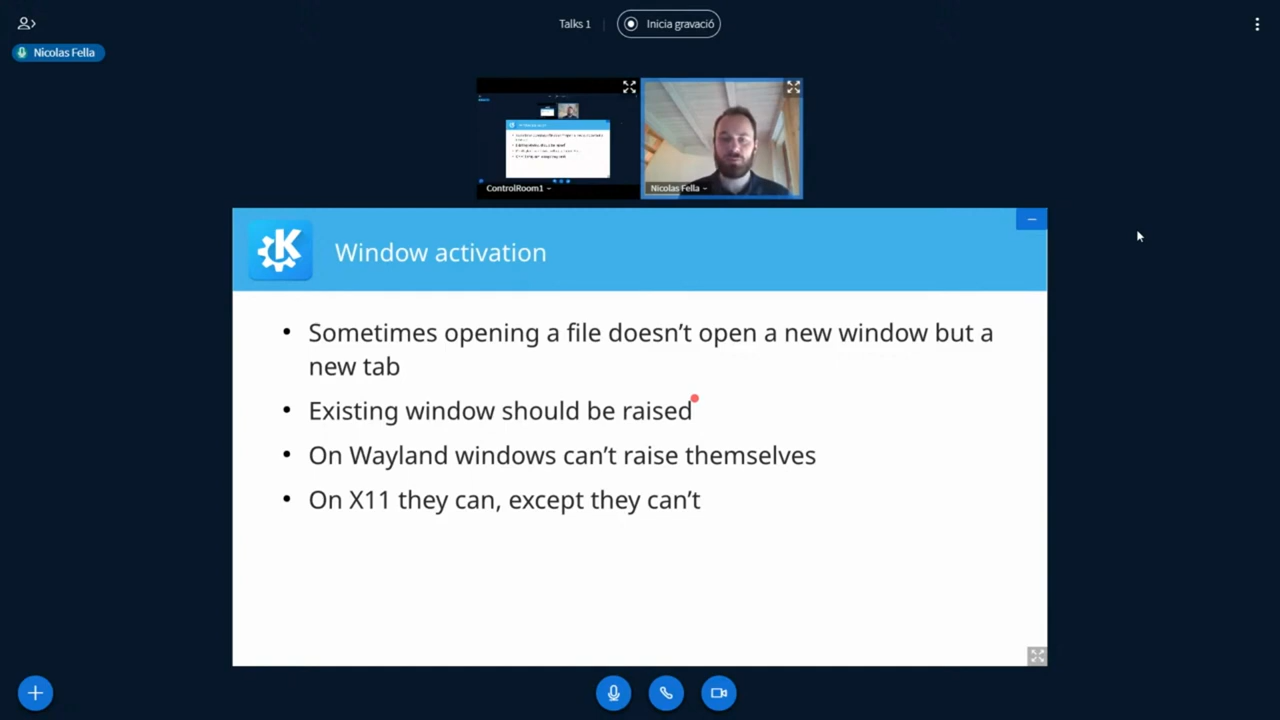 Talks 1
Inicia gravació
Nicolas Fella
ControlRoom1
Nicolas Fella
Window activation
• Sometimes opening a file doesn’t open a new window but a
new tab
• Existing window should be raised
• On Wayland windows can’t raise themselves
• On X11 they can, except they can’t